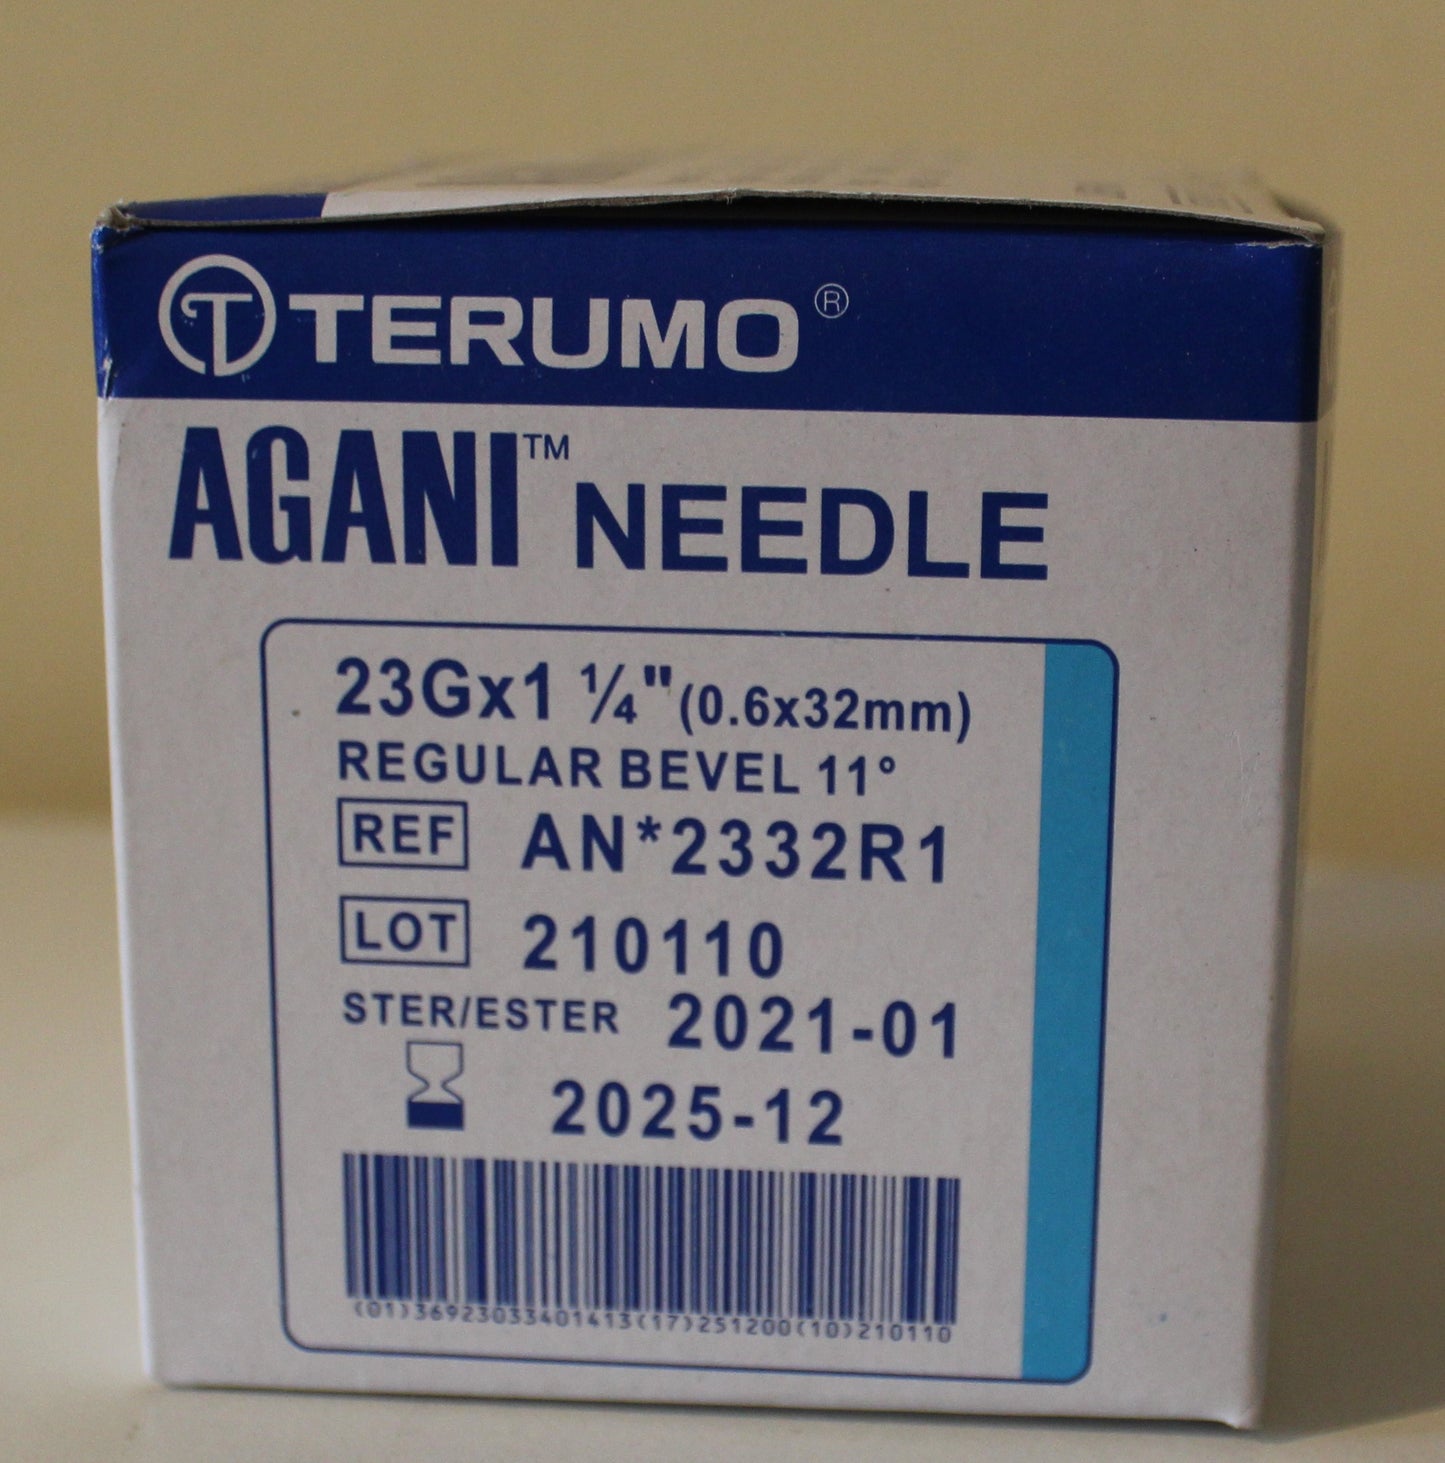 TERUMO®
AGANI™ NEEDLE
23Gx1 ¼" (0.6x32mm)
REGULAR BEVEL 11°
REF AN*2332R1
LOT 210110
STER/ESTER 2021-01
2025-12
(01)36923033401413(17)251200(10)210110